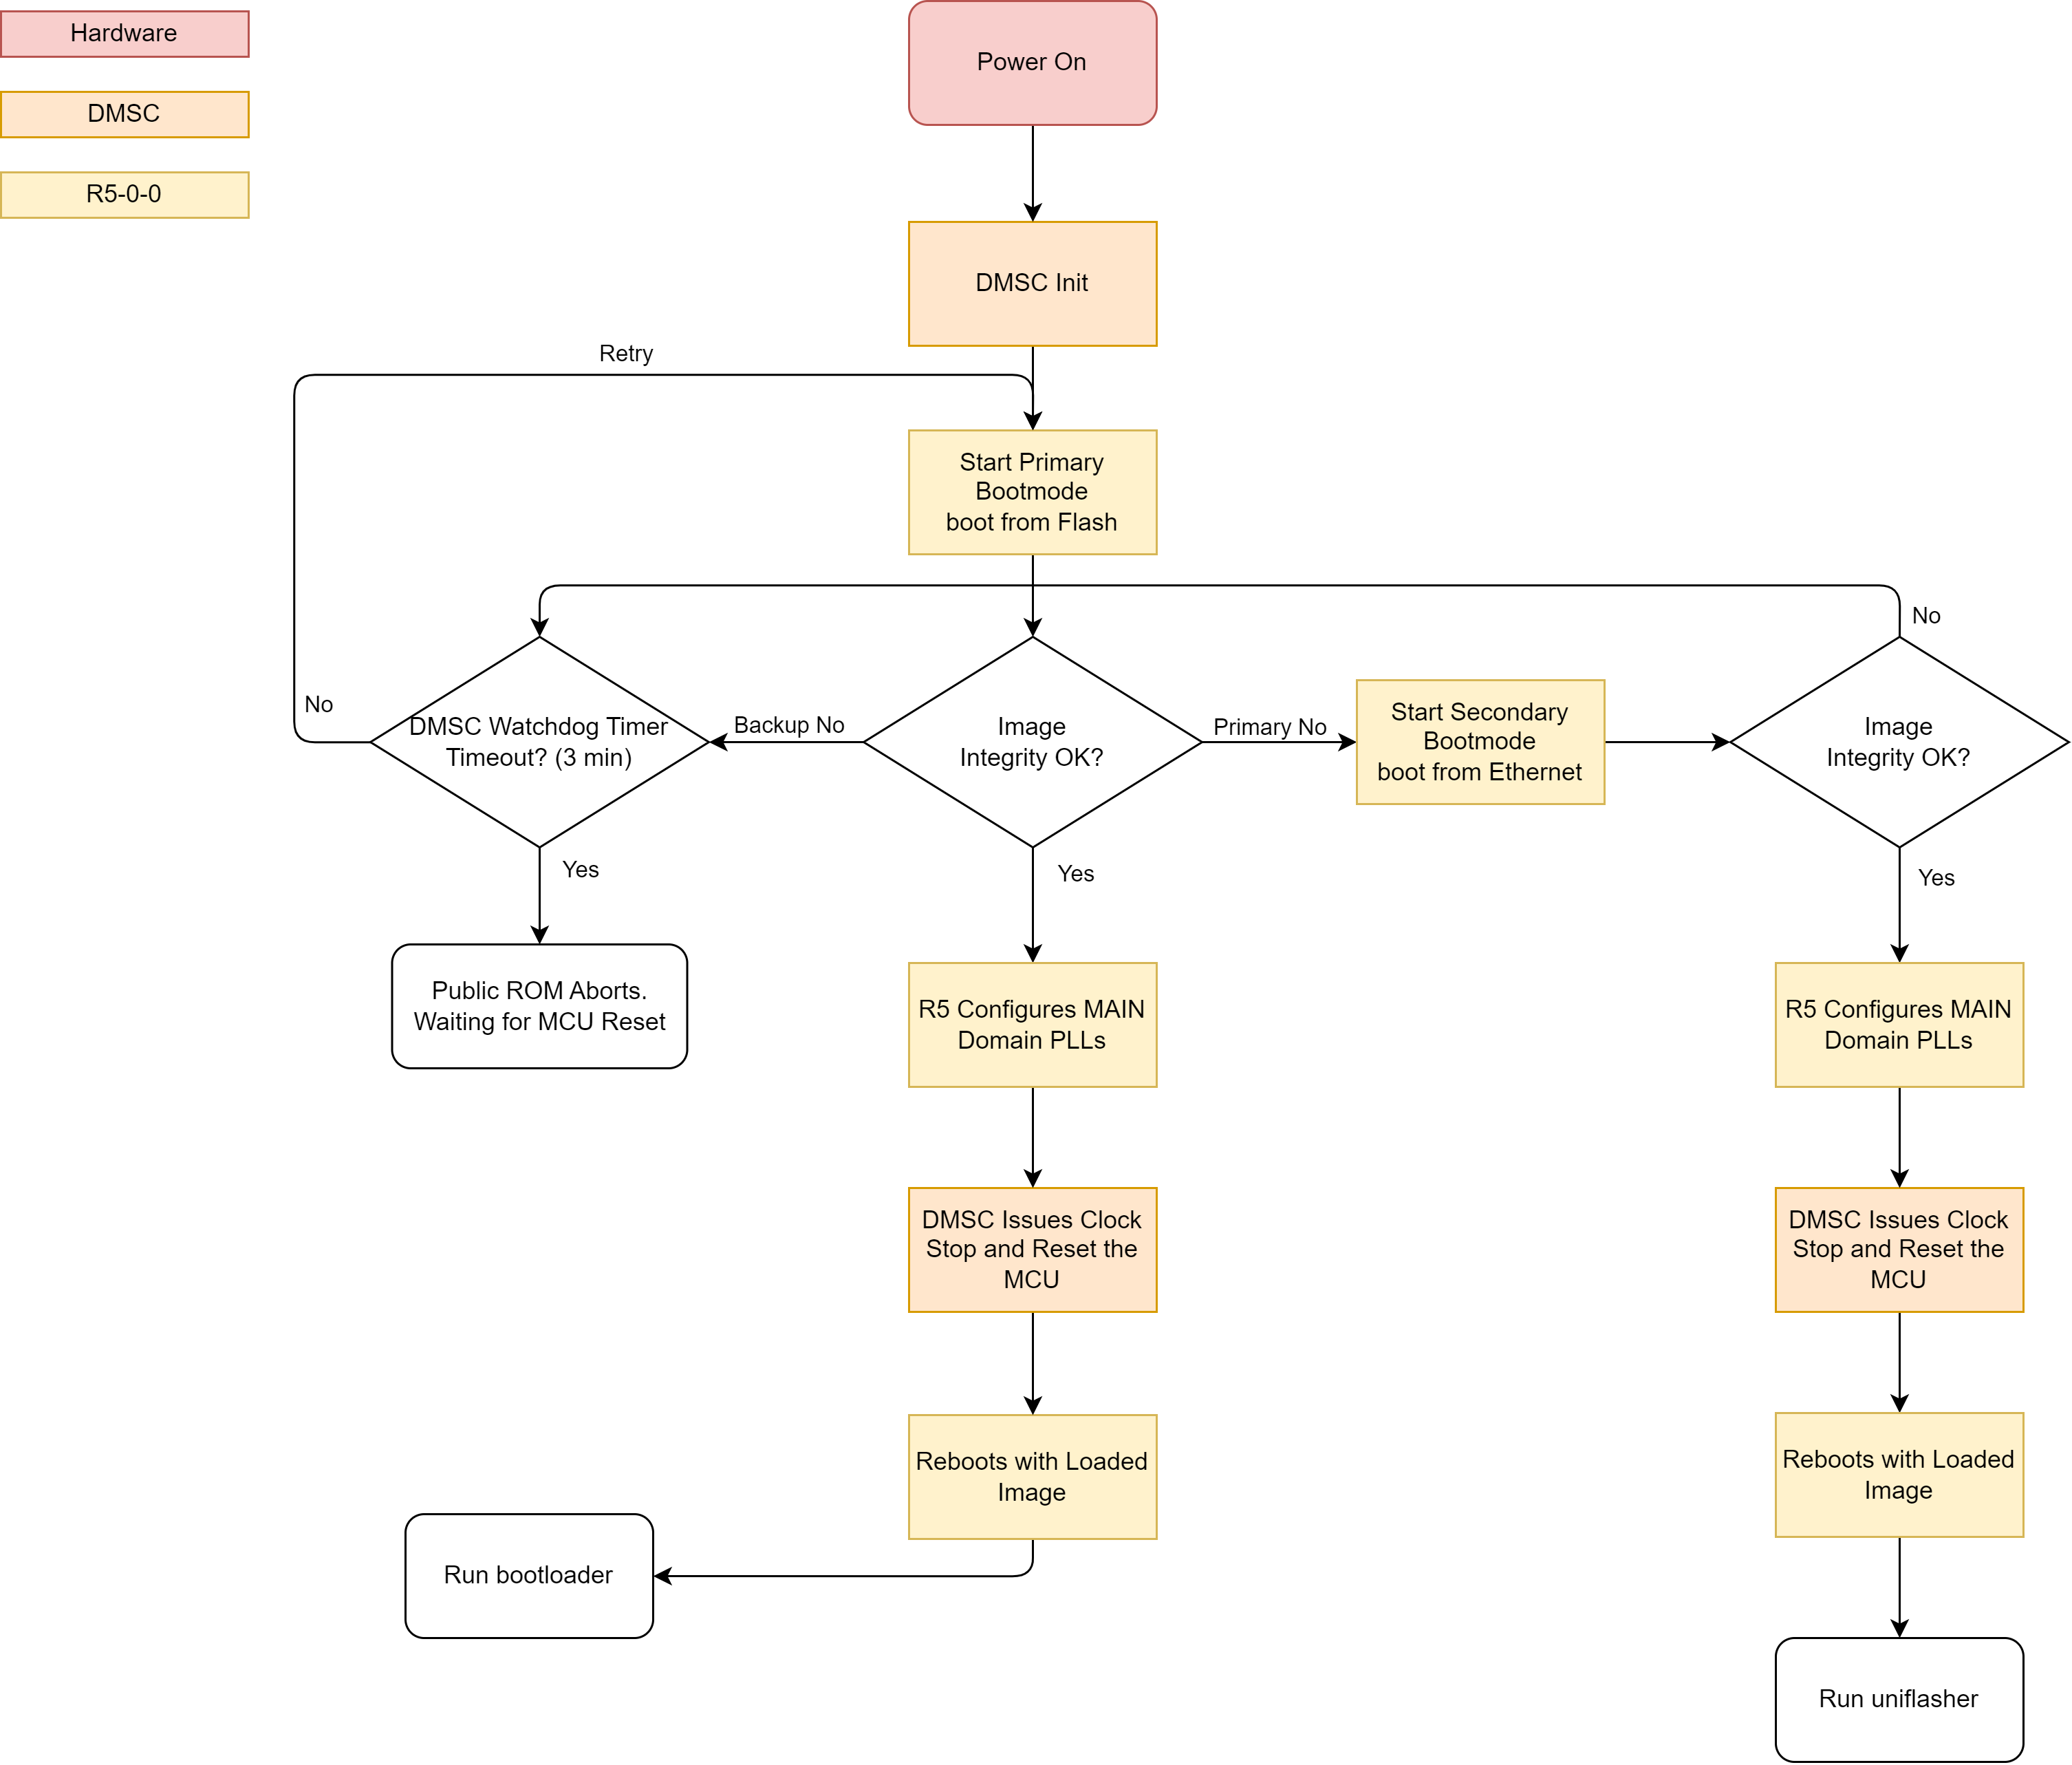 Hardware
DMSC
R5-0-0
Power On
DMSC Init
Retry
Start Primary
Bootmode
boot from Flash
No
No
DMSC Watchdog Timer
Timeout? (3 min)
Backup No
Image
Integrity OK?
Primary No
Start Secondary
Bootmode
boot from Ethernet
Image
Integrity OK?
Yes
Yes
Yes
Public ROM Aborts.
Waiting for MCU Reset
R5 Configures MAIN
Domain PLLs
R5 Configures MAIN
Domain PLLs
DMSC Issues Clock
Stop and Reset the
MCU
DMSC Issues Clock
Stop and Reset the
MCU
Reboots with Loaded
Image
Reboots with Loaded
Image
Run bootloader
Run uniflasher